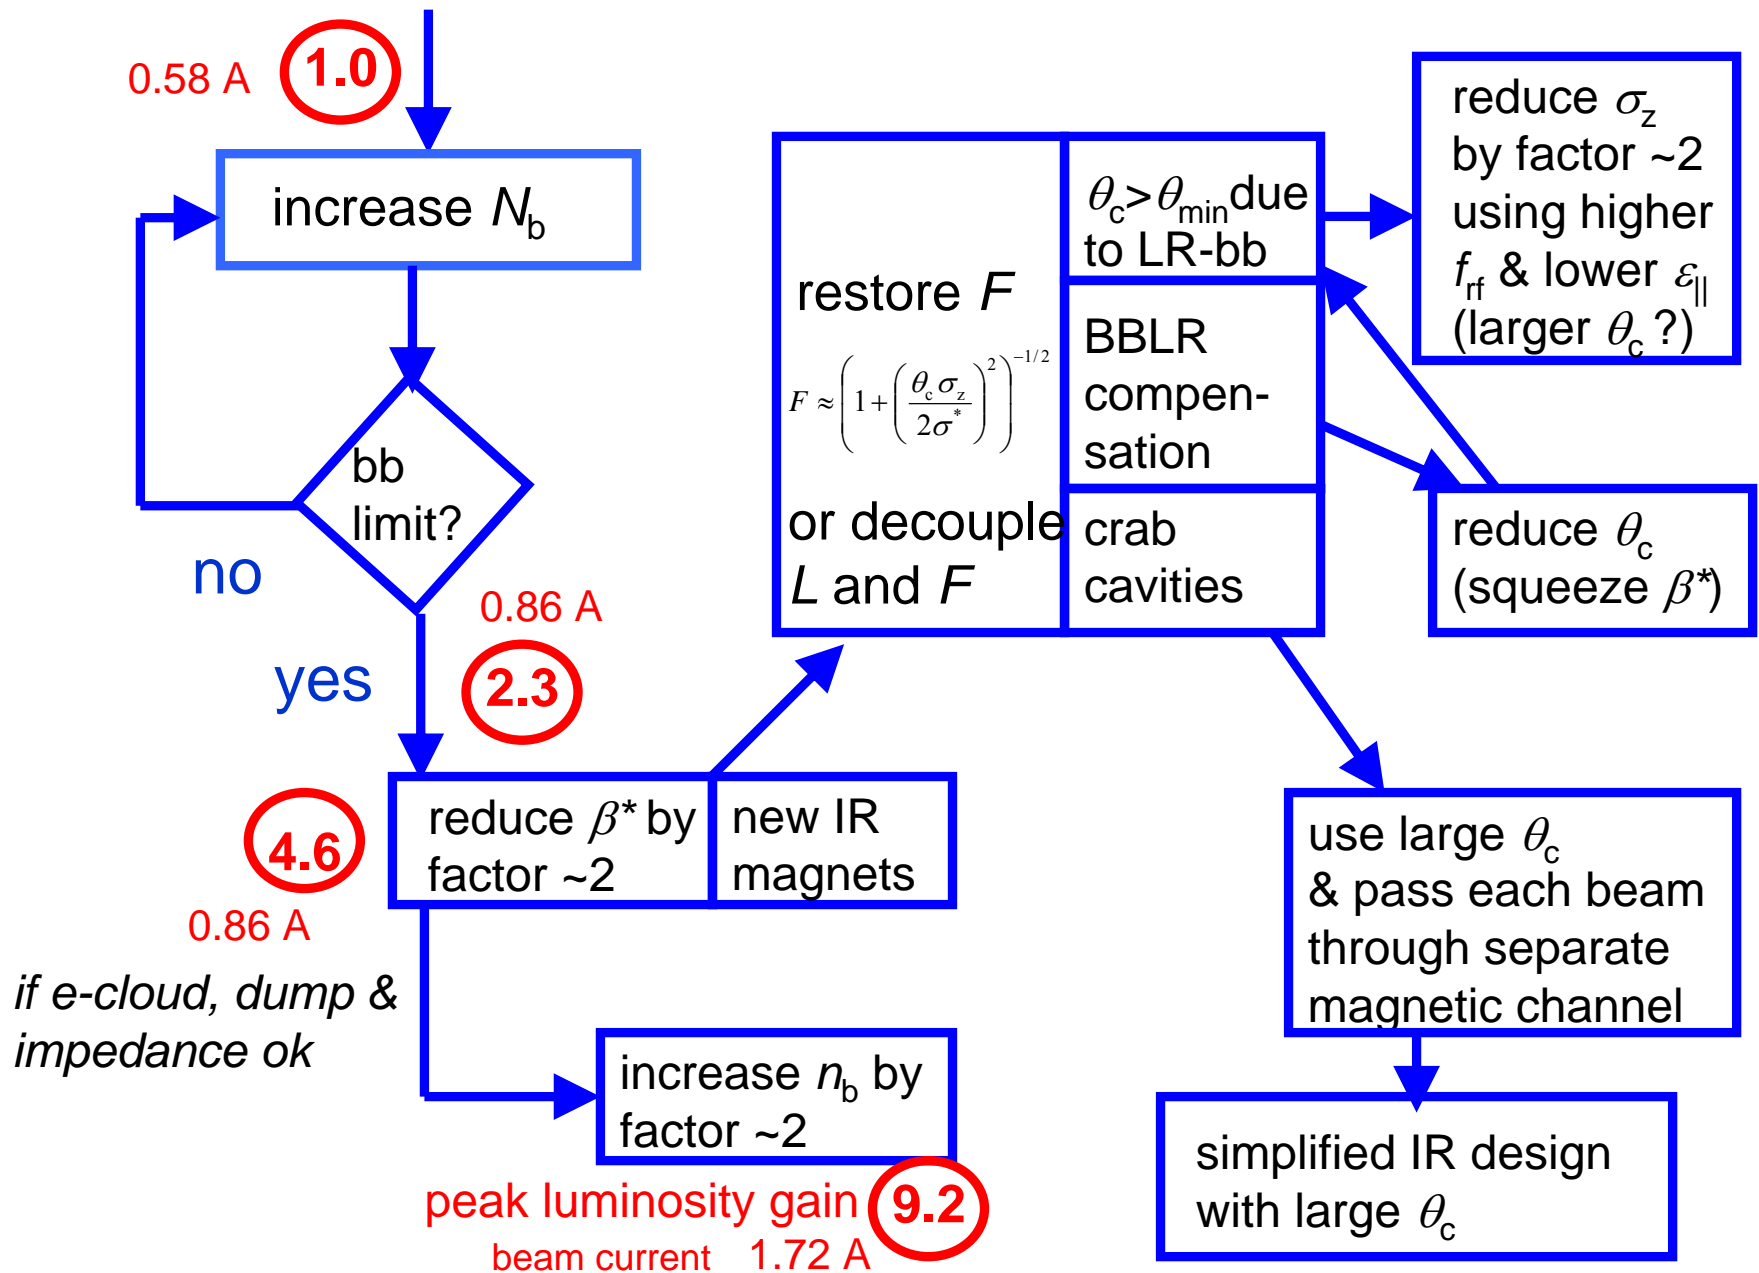 0.58 A
1.0
increase N_b
bb
limit?
no
yes
0.86 A
2.3
4.6
0.86 A
reduce β* by
factor ~2
new IR
magnets
if e-cloud, dump &
impedance ok
increase n_b by
factor ~2
peak luminosity gain 9.2
beam current 1.72 A
restore F
F ≈ (1 + (θ_c σ_z / 2σ^*)^2)^{-1/2}
or decouple
L and F
θ_c>θ_min due
to LR-bb
BBLR
compen-
sation
crab
cavities
reduce σ_z
by factor ~2
using higher
f_rf & lower ε_||
(larger θ_c ?)
reduce θ_c
(squeeze β*)
use large θ_c
& pass each beam
through separate
magnetic channel
simplified IR design
with large θ_c